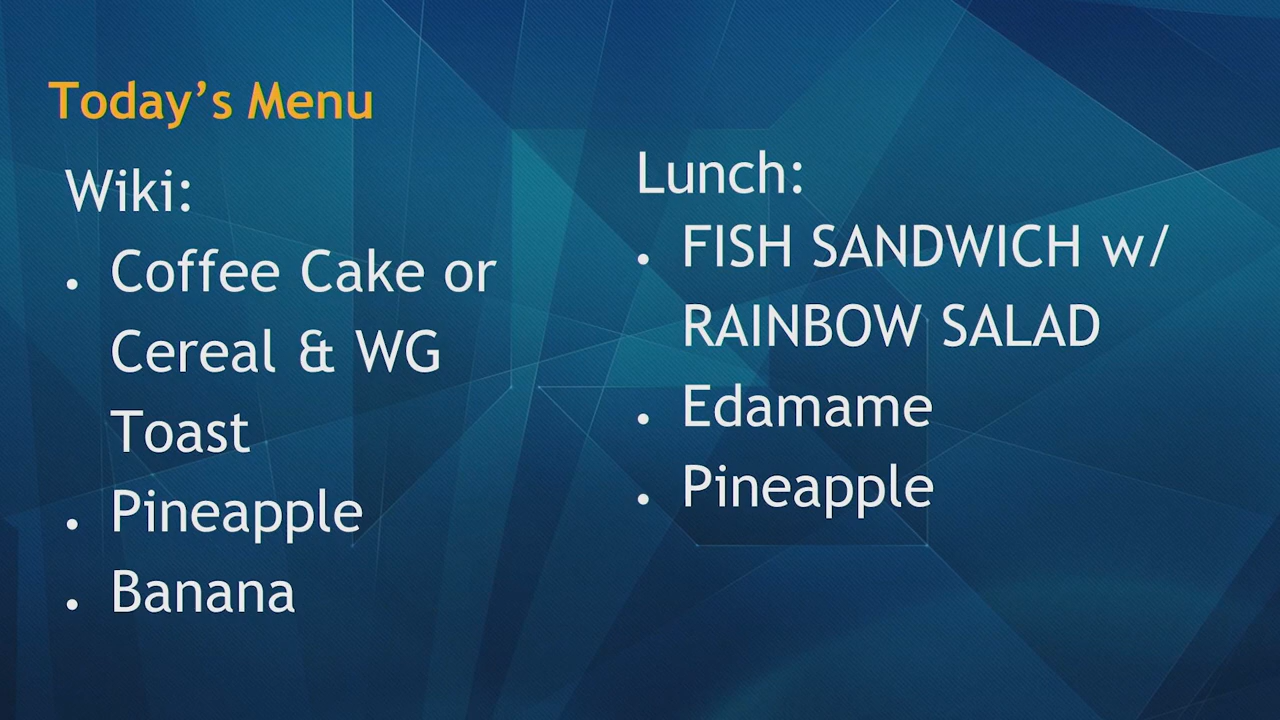 Today’s Menu
Wiki:
. Coffee Cake or
Cereal & WG
Toast
. Pineapple
. Banana
Lunch:
. FISH SANDWICH w/
RAINBOW SALAD
. Edamame
. Pineapple